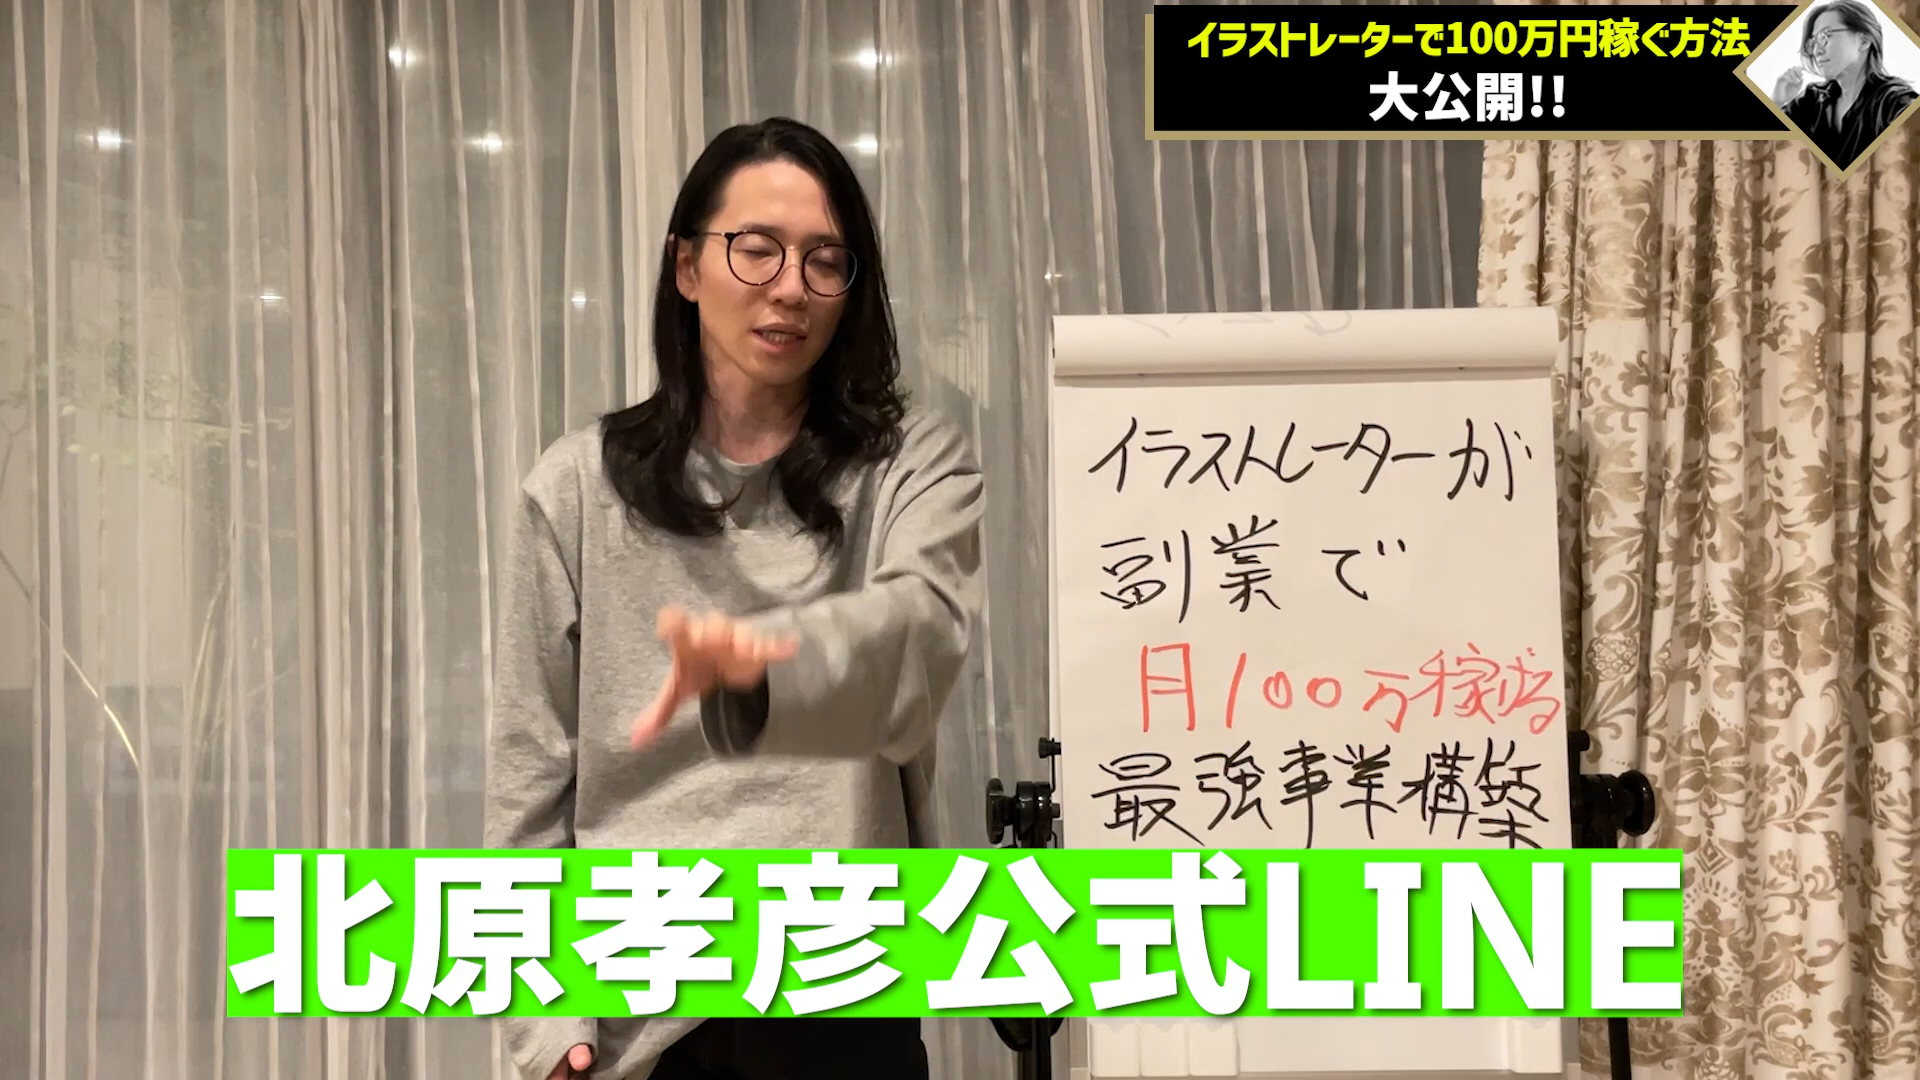 イラストレーターで100万円稼ぐ方法
大公開!!
イラストレーターが
副業で
月100万稼げる
最強事業構築
北原孝彦公式LINE